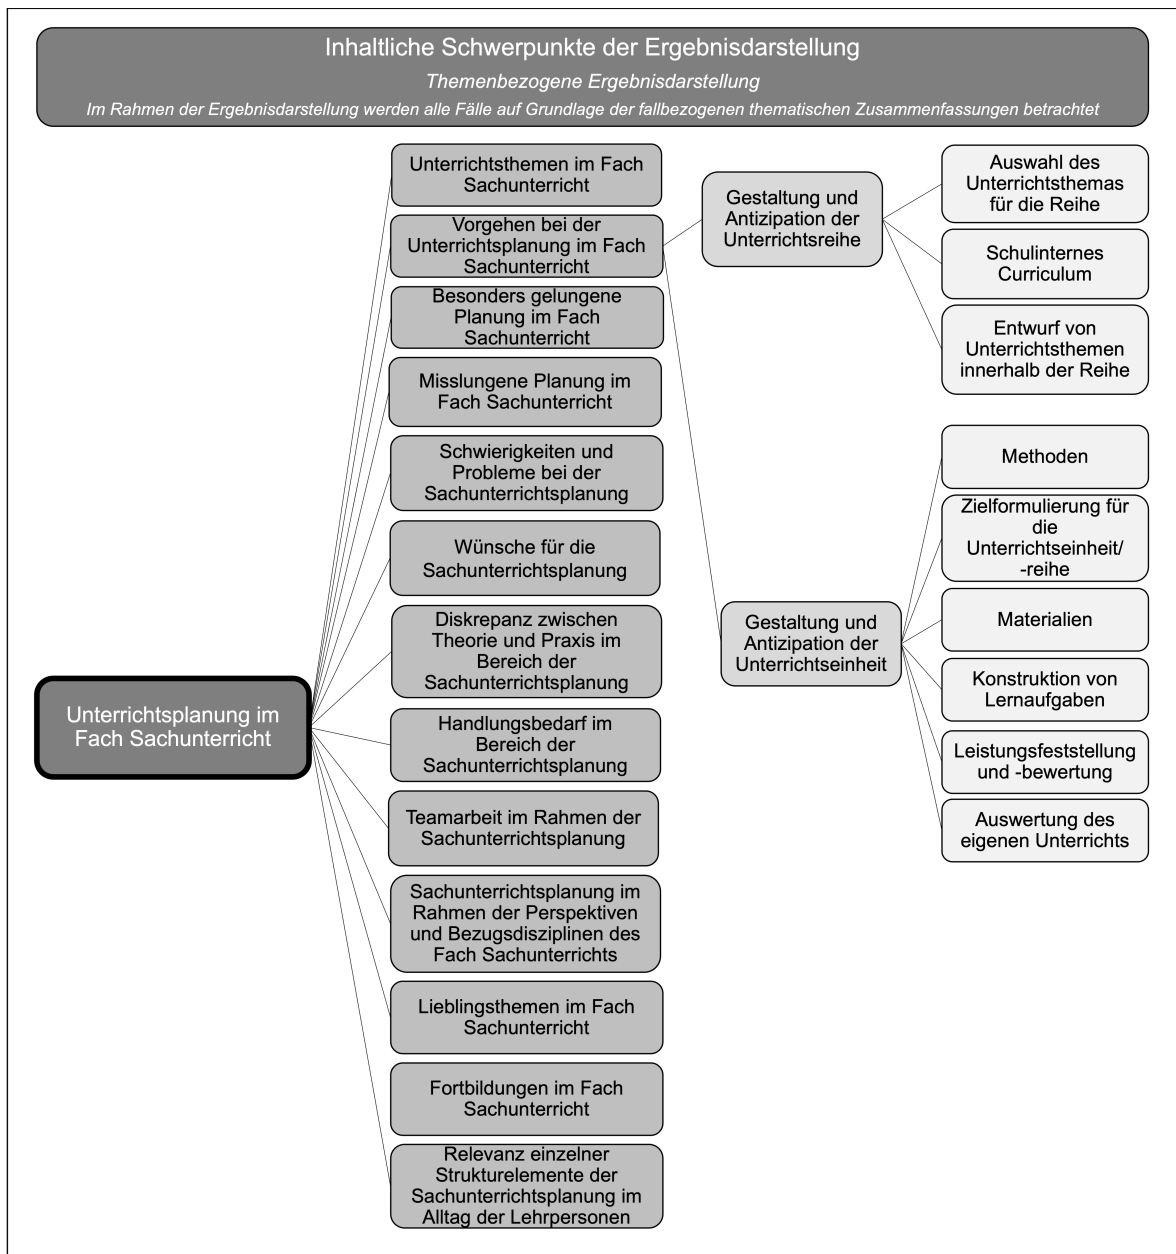 Inhaltliche Schwerpunkte der Ergebnisdarstellung
Themenbezogene Ergebnisdarstellung
Im Rahmen der Ergebnisdarstellung werden alle Fälle auf Grundlage der fallbezogenen thematischen Zusammenfassungen betrachtet
Unterrichtsplanung im
Fach Sachunterricht
Unterrichtsthemen im Fach
Sachunterricht
Vorgehen bei der
Unterrichtsplanung im Fach
Sachunterricht
Besonders gelungene
Planung im Fach
Sachunterricht
Misslungene Planung im
Fach Sachunterricht
Schwierigkeiten und
Probleme bei der
Sachunterrichtsplanung
Wünsche für die
Sachunterrichtsplanung
Diskrepanz zwischen
Theorie und Praxis im
Bereich der
Sachunterrichtsplanung
Handlungsbedarf im
Bereich der
Sachunterrichtsplanung
Teamarbeit im Rahmen der
Sachunterrichtsplanung
Sachunterrichtsplanung im
Rahmen der Perspektiven
und Bezugsdisziplinen des
Fach Sachunterrichts
Lieblingsthemen im Fach
Sachunterricht
Fortbildungen im Fach
Sachunterricht
Relevanz einzelner
Strukturelemente der
Sachunterrichtsplanung im
Alltag der Lehrpersonen
Gestaltung und
Antizipation der
Unterrichtsreihe
Gestaltung und
Antizipation der
Unterrichtseinheit
Auswahl des
Unterrichtsthemas
für die Reihe
Schulinternes
Curriculum
Entwurf von
Unterrichtsthemen
innerhalb der Reihe
Methoden
Zielformulierung für
die
Unterrichtseinheit/
-reihe
Materialien
Konstruktion von
Lernaufgaben
Leistungsfeststellung
und -bewertung
Auswertung des
eigenen Unterrichts